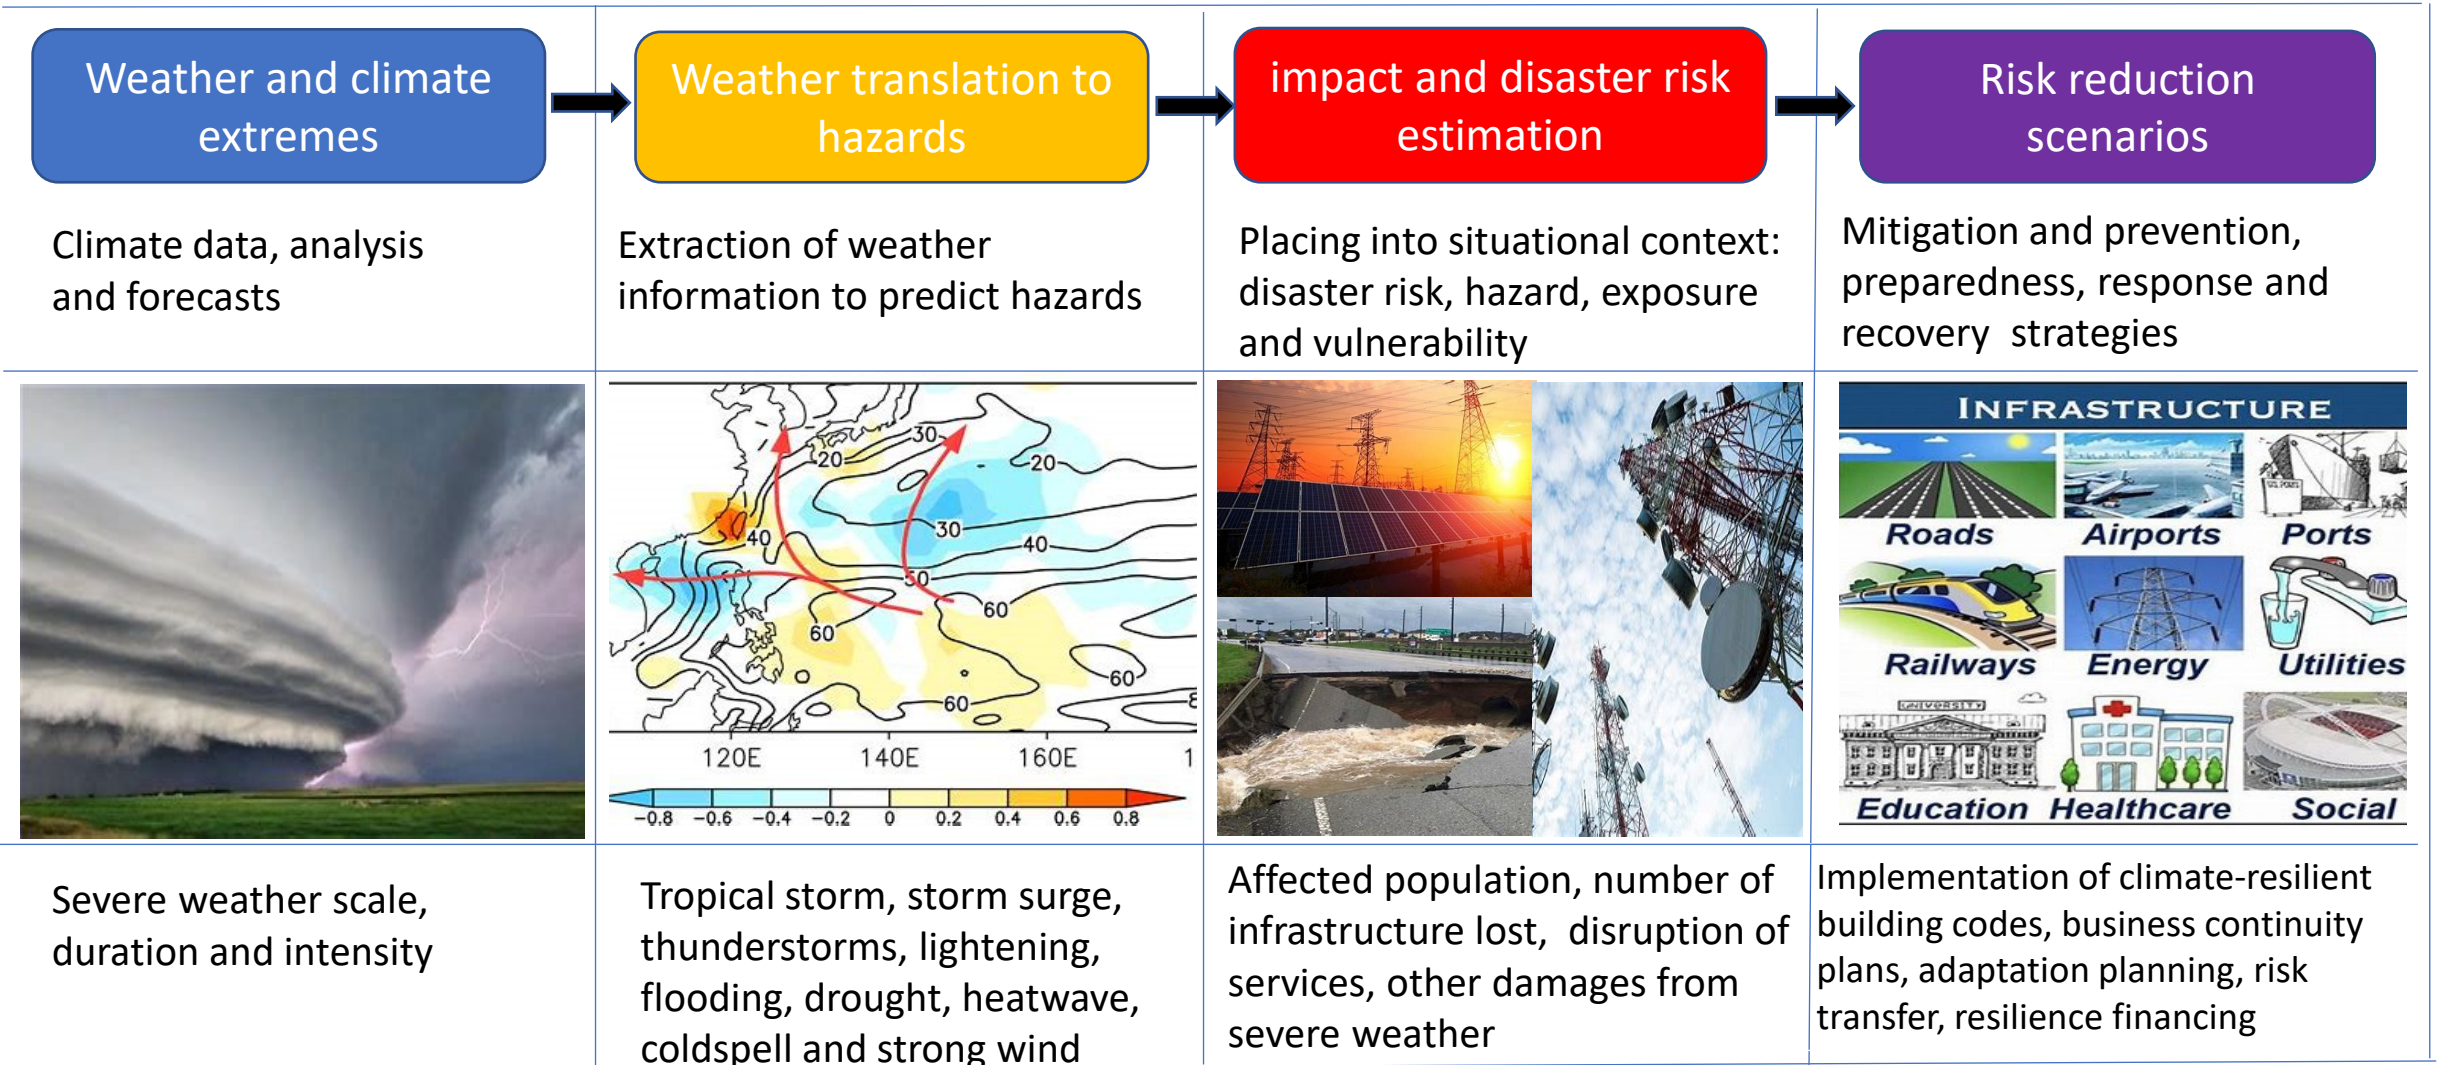 Weather and climate
extremes
Weather translation to
hazards
impact and disaster risk
estimation
Risk reduction
scenarios
Climate data, analysis
and forecasts
Extraction of weather
information to predict hazards
Placing into situational context:
disaster risk, hazard, exposure
and vulnerability
Mitigation and prevention,
preparedness, response and
recovery strategies
30
20
20
30
40
40
50
60
60
60
60
120E
140E
160E
1
-0.8 -0.6 -0.4 -0.2 0 0.2 0.4 0.6 0.8
INFRASTRUCTURE
Roads
Airports
Ports
Railways
Energy
Utilities
UNIVERSITY
Education
Healthcare
Social
Severe weather scale,
duration and intensity
Tropical storm, storm surge,
thunderstorms, lightening,
flooding, drought, heatwave,
coldspell and strong wind
Affected population, number of
infrastructure lost, disruption of
services, other damages from
severe weather
Implementation of climate-resilient
building codes, business continuity
plans, adaptation planning, risk
transfer, resilience financing